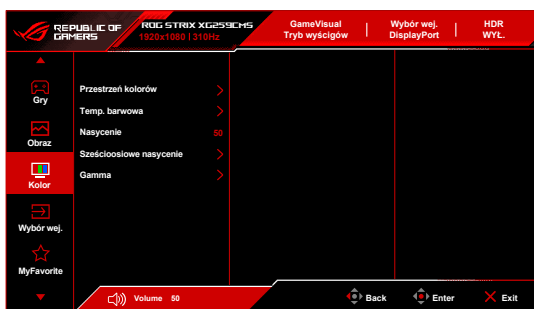 REPUBLIC OF
GAMERS
ROG STRIX XG259CMS
1920x1080 | 310Hz
GameVisual
Tryb wyścigów
Wybór wej.
DisplayPort
HDR
WYŁ.
Gry
Obraz
Kolor
Wybór wej.
MyFavorite
Przestrzeń kolorów
Temp. barwowa
Nasycenie 50
Sześcioosiowe nasycenie
Gamma
Volume 50
Back
Enter
Exit